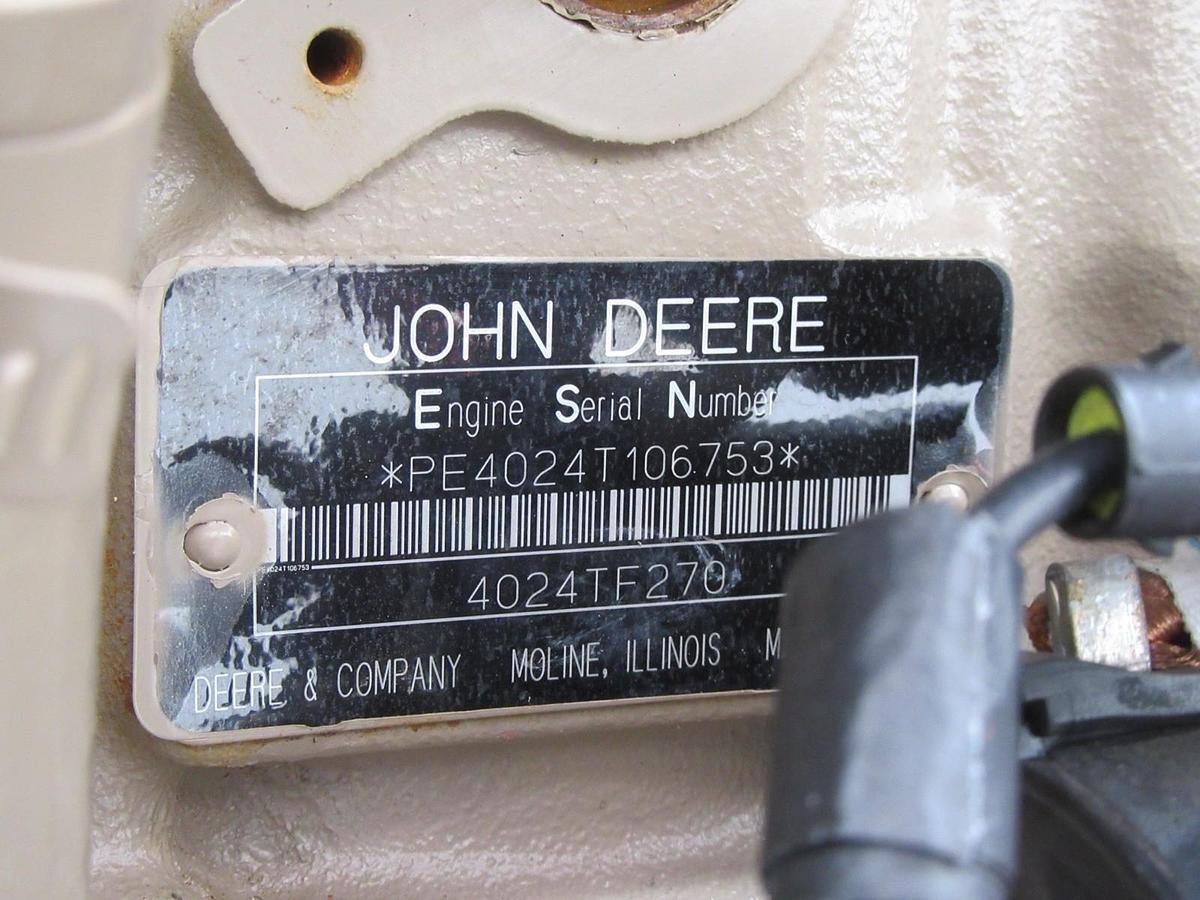 JOHN DEERE
Engine Serial Number
*PE4024T106753*
PE4024T106753
4024TF270
DEERE & COMPANY MOLINE, ILLINOIS